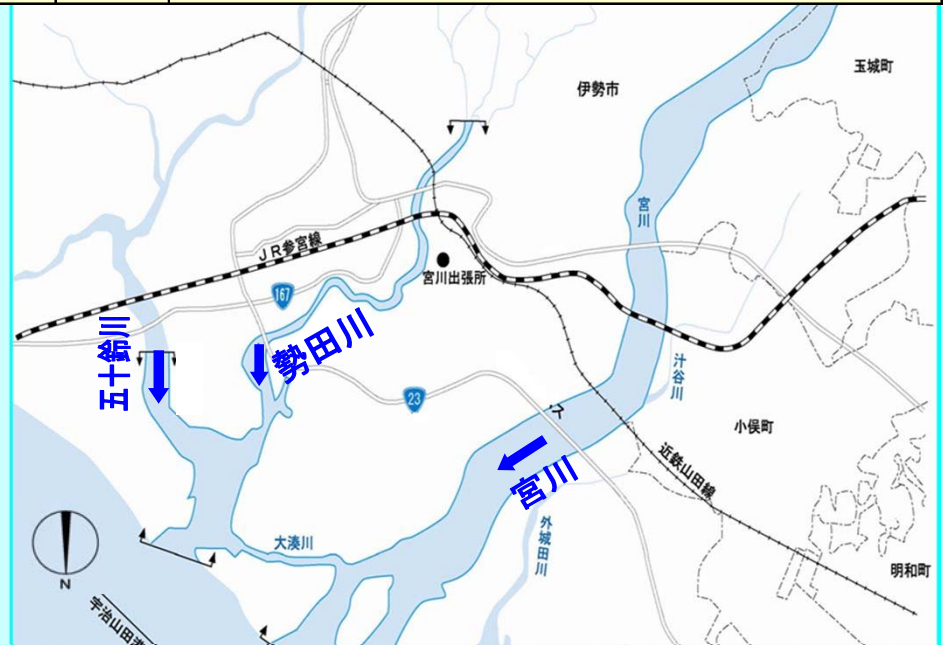 玉城町
伊勢市
宮川
JR参宮線
宮川出張所
167
五十鈴川
勢田川
汁谷川
23
ス
小俣町
近鉄山田線
宮川
外城田川
大湊川
明和町
N
宇治山田港